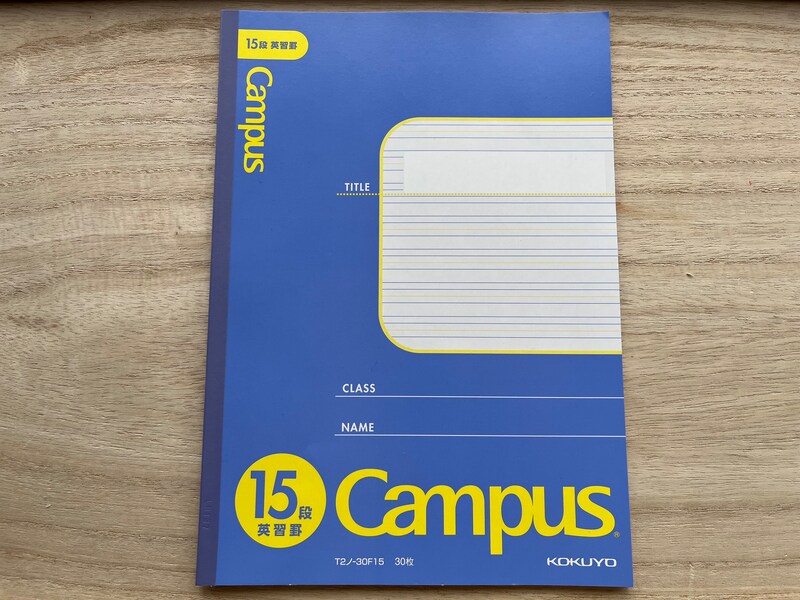 15段 英習罫
Campus
TITLE
CLASS
NAME
15段
英習罫
Campus®
T2ノ-30F15 30枚
KOKUYO